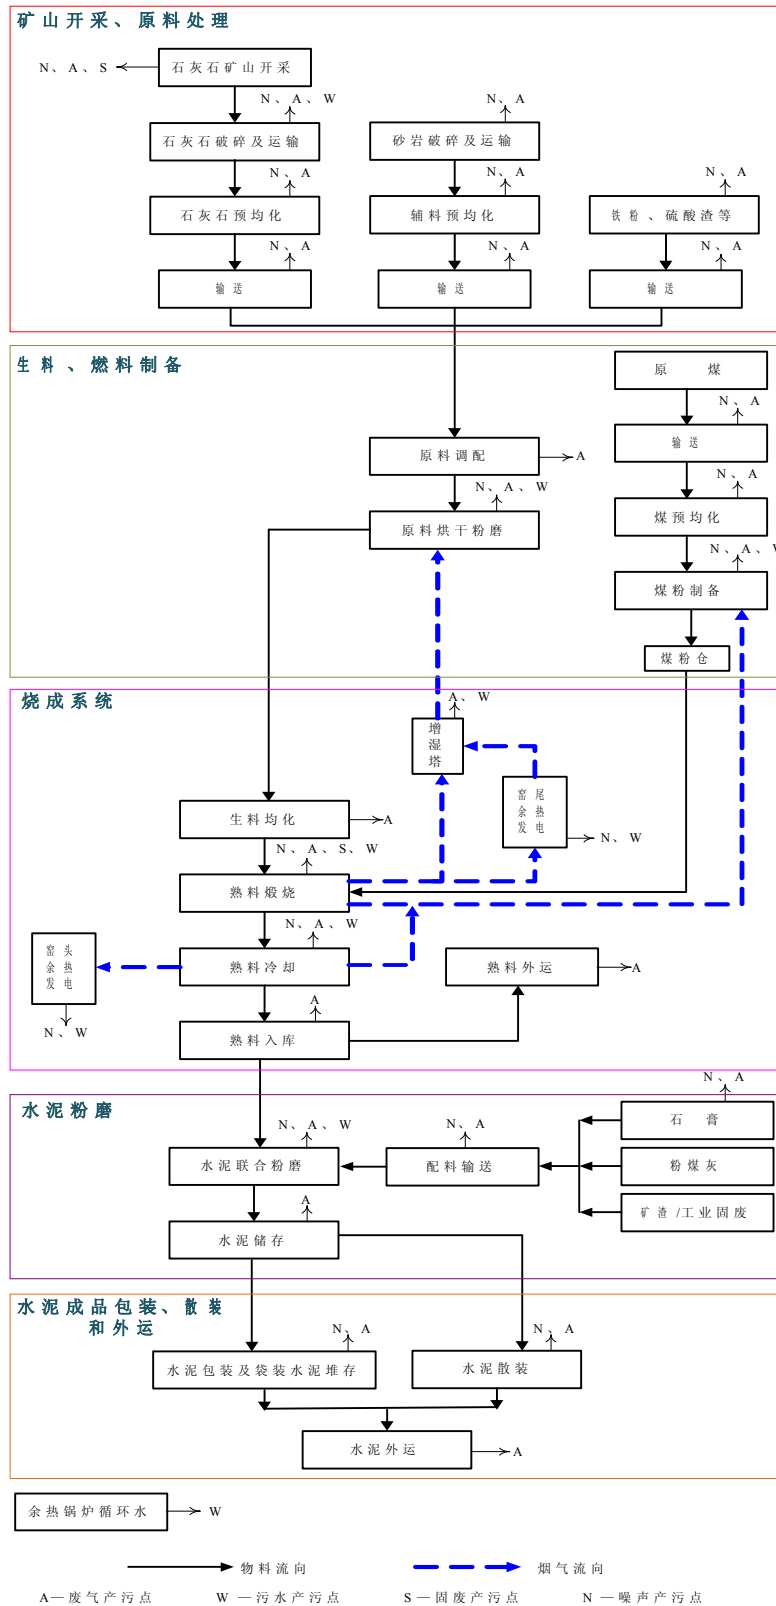 矿山开采、原料处理
N、A、S
石灰石矿山开采
N、A、W
石灰石破碎及运输
N、A
砂岩破碎及运输
N、A
石灰石预均化
N、A
辅料预均化
N、A
铁粉、硫酸渣等
N、A
输送
N、A
输送
N、A
输送
生料、燃料制备
原 煤
N、A
输送
原料调配
A
N、A
煤预均化
N、A、W
原料烘干粉磨
N、A、W
煤粉制备
煤粉仓
烧成系统
A、W
增湿塔
窑尾
余热
发电
N、W
生料均化
A
N、A、S、W
熟料煅烧
N、A、W
熟料冷却
窑头
余热
发电
N、W
熟料外运
A
A
熟料入库
水泥粉磨
N、A
石 膏
N、A、W
水泥联合粉磨
N、A
配料输送
粉煤灰
矿渣/工业固废
A
水泥储存
水泥成品包装、散装
和外运
N、A
水泥包装及袋装水泥堆存
N、A
水泥散装
水泥外运
A
余热锅炉循环水
W
物料流向
烟气流向
A—废气产污点
W—污水产污点
S—固废产污点
N—噪声产污点